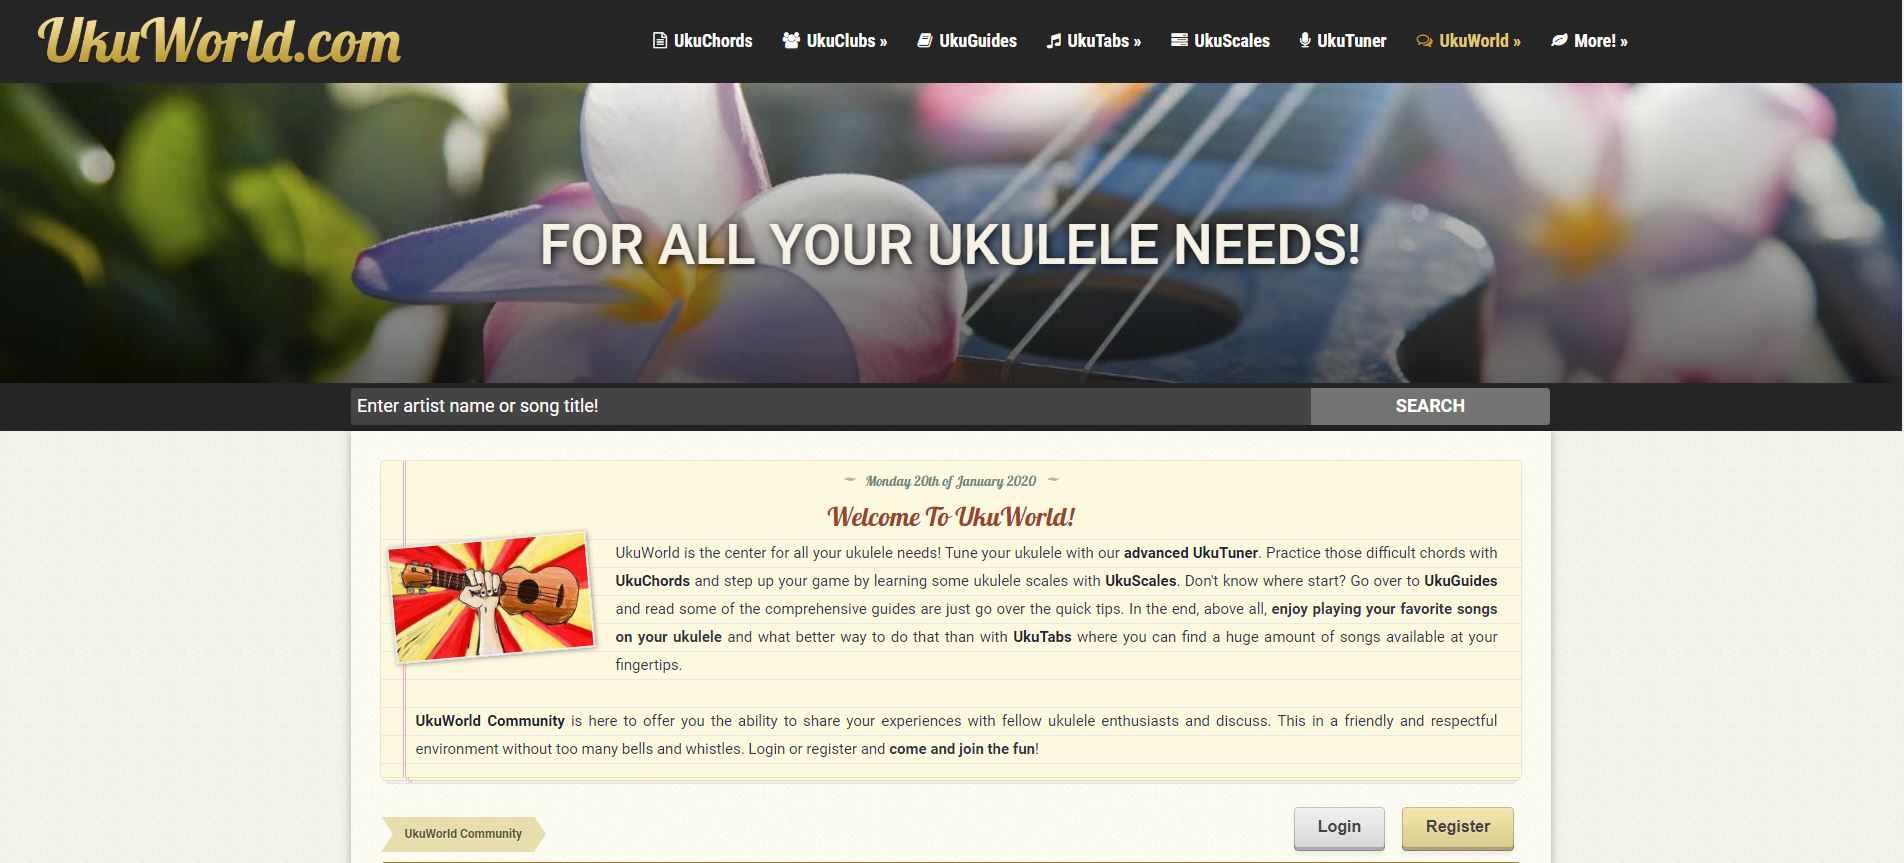 UkuWorld.com
UkuChords
UkuClubs »
UkuGuides
UkuTabs »
UkuScales
UkuTuner
UkuWorld »
More! »
FOR ALL YOUR UKULELE NEEDS!
Enter artist name or song title!
SEARCH
~ Monday 20th of January 2020 ~
Welcome To UkuWorld!
UkuWorld is the center for all your ukulele needs! Tune your ukulele with our advanced UkuTuner. Practice those difficult chords with
UkuChords and step up your game by learning some ukulele scales with UkuScales. Don't know where start? Go over to UkuGuides
and read some of the comprehensive guides are just go over the quick tips. In the end, above all, enjoy playing your favorite songs
on your ukulele and what better way to do that than with UkuTabs where you can find a huge amount of songs available at your
fingertips.
UkuWorld Community is here to offer you the ability to share your experiences with fellow ukulele enthusiasts and discuss. This in a friendly and respectful
environment without too many bells and whistles. Login or register and come and join the fun!
UkuWorld Community
Login
Register